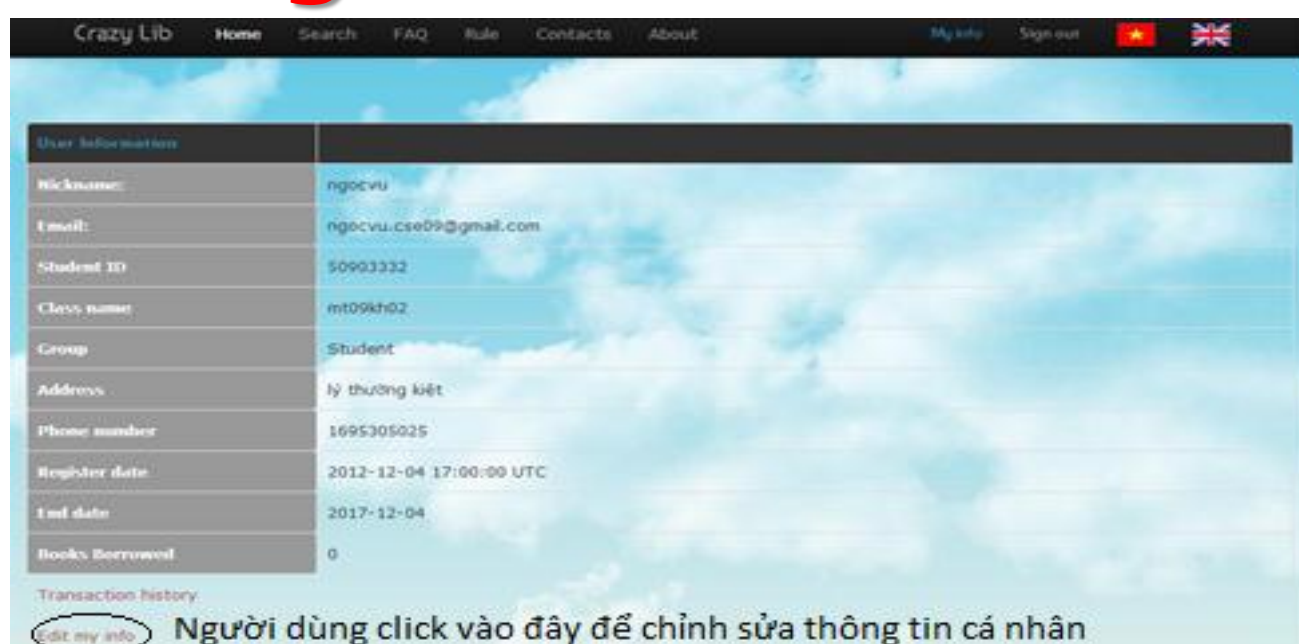 Crazy Lib Home Search FAQ Rule Contacts About My info Sign out
User Information
Nickname: ngocvu
Email: ngocvu.cse09@gmail.com
Student ID 50903332
Class name mt09kh02
Group Student
Address lý thường kiệt
Phone number 1695305025
Register date 2012-12-04 17:00:00 UTC
End date 2017-12-04
Books Borrowed 0
Transaction history
Edit my info Người dùng click vào đây để chỉnh sửa thông tin cá nhân